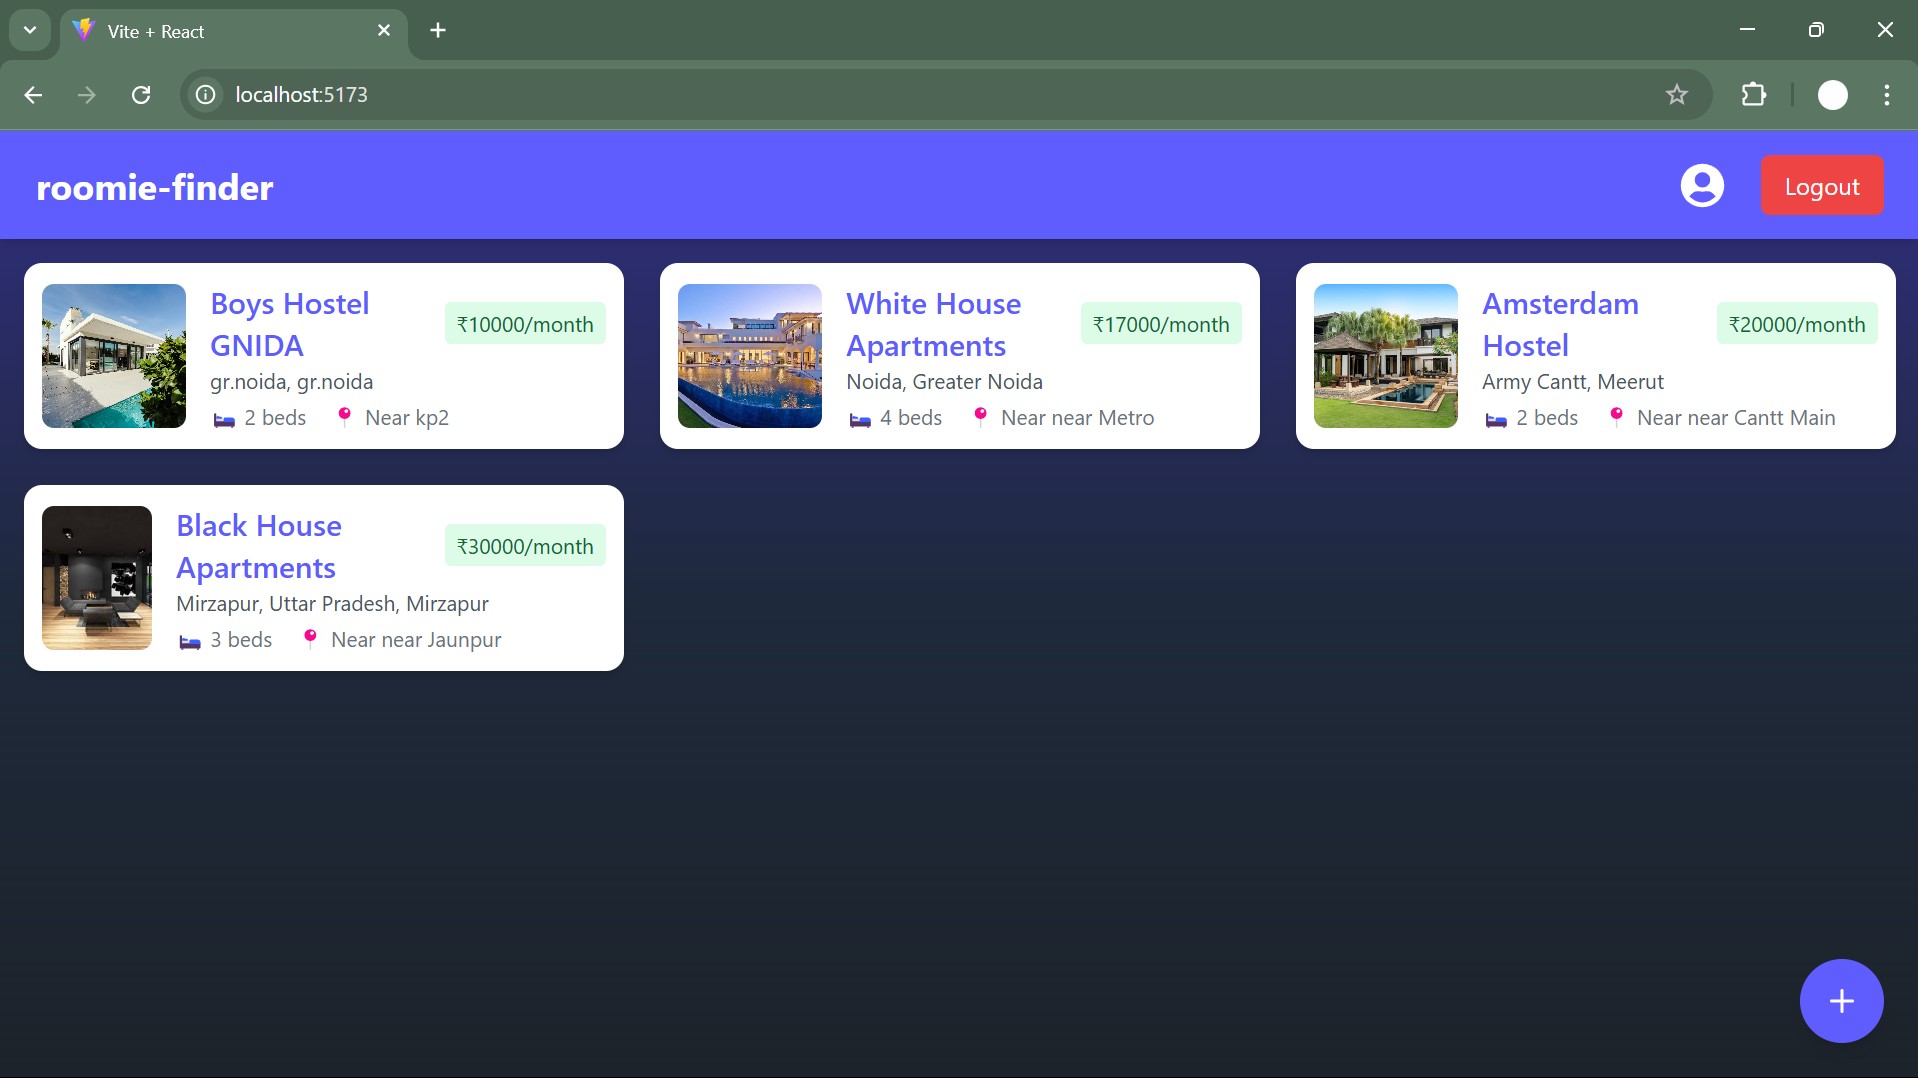 Vite + React
localhost:5173
roomie-finder
Logout
Boys Hostel
GNIDA
₹10000/month
gr.noida, gr.noida
2 beds Near kp2
White House
Apartments
₹17000/month
Noida, Greater Noida
4 beds Near near Metro
Amsterdam
Hostel
₹20000/month
Army Cantt, Meerut
2 beds Near near Cantt Main
Black House
Apartments
₹30000/month
Mirzapur, Uttar Pradesh, Mirzapur
3 beds Near near Jaunpur